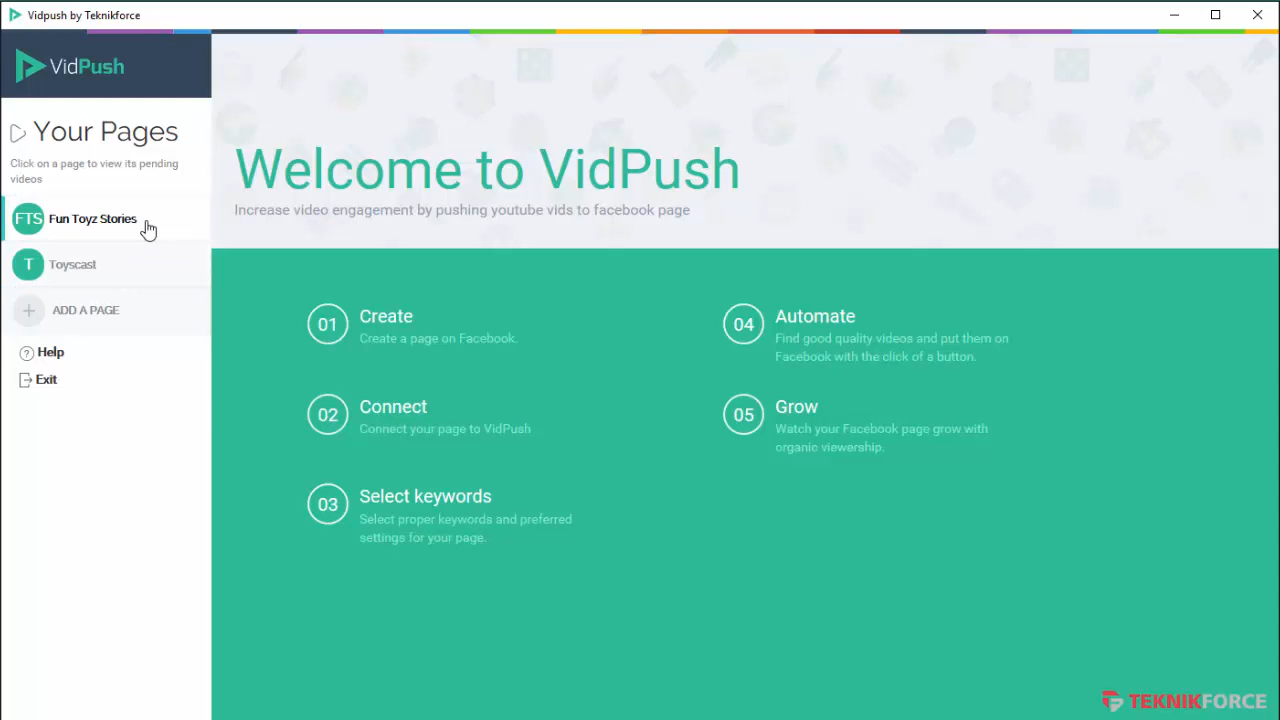 Vidpush by Teknikforce
VidPush
Your Pages
Click on a page to view its pending
videos
FTS Fun Toyz Stories
T Toyscast
ADD A PAGE
? Help
Exit
Welcome to VidPush
Increase video engagement by pushing youtube vids to facebook page
01 Create
Create a page on Facebook.
02 Connect
Connect your page to VidPush
03 Select keywords
Select proper keywords and preferred
settings for your page.
04 Automate
Find good quality videos and put them on
Facebook with the click of a button.
05 Grow
Watch your Facebook page grow with
organic viewership.
TEKNIKFORCE